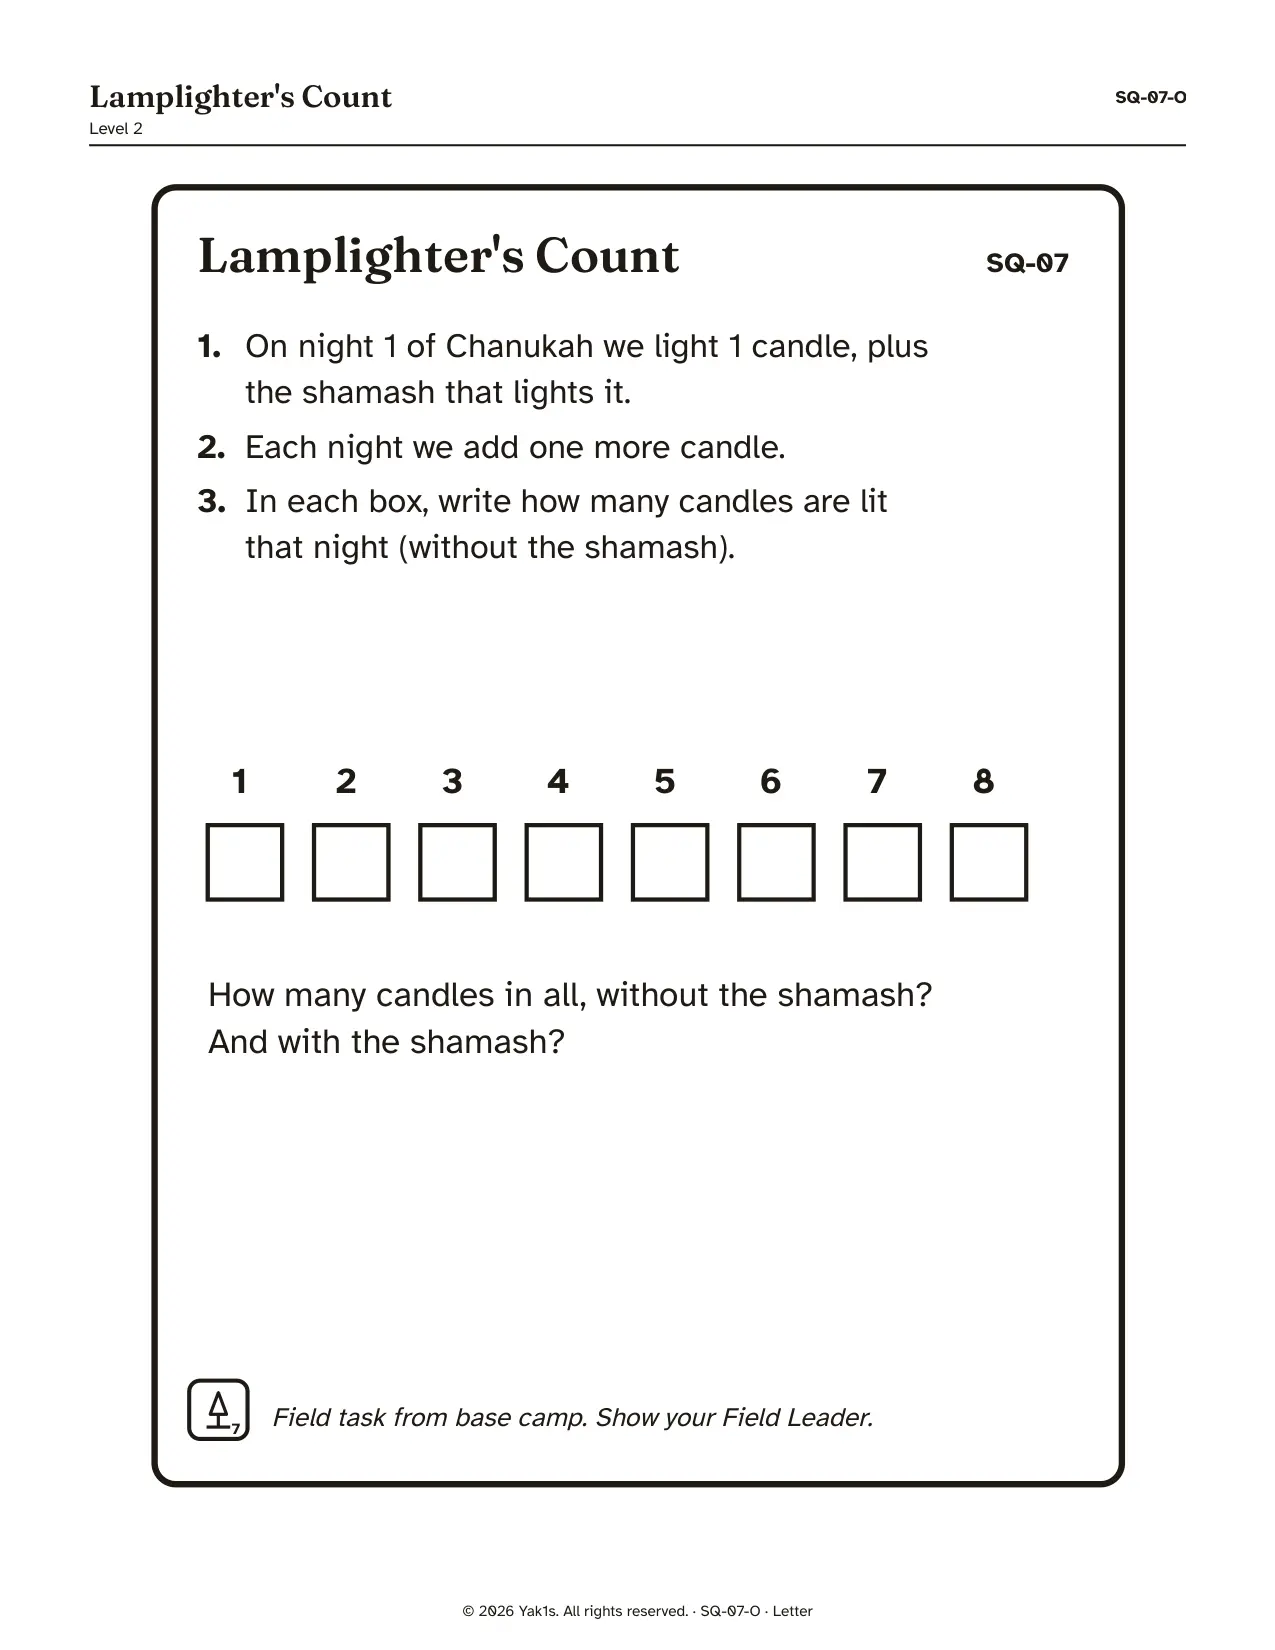 Lamplighter's Count
SQ-07-O
Level 2
Lamplighter's Count
SQ-07
1. On night 1 of Chanukah we light 1 candle, plus
the shamash that lights it.
2. Each night we add one more candle.
3. In each box, write how many candles are lit
that night (without the shamash).
1 2 3 4 5 6 7 8
How many candles in all, without the shamash?
And with the shamash?
7
Field task from base camp. Show your Field Leader.
© 2026 Yak1s. All rights reserved. · SQ-07-O · Letter